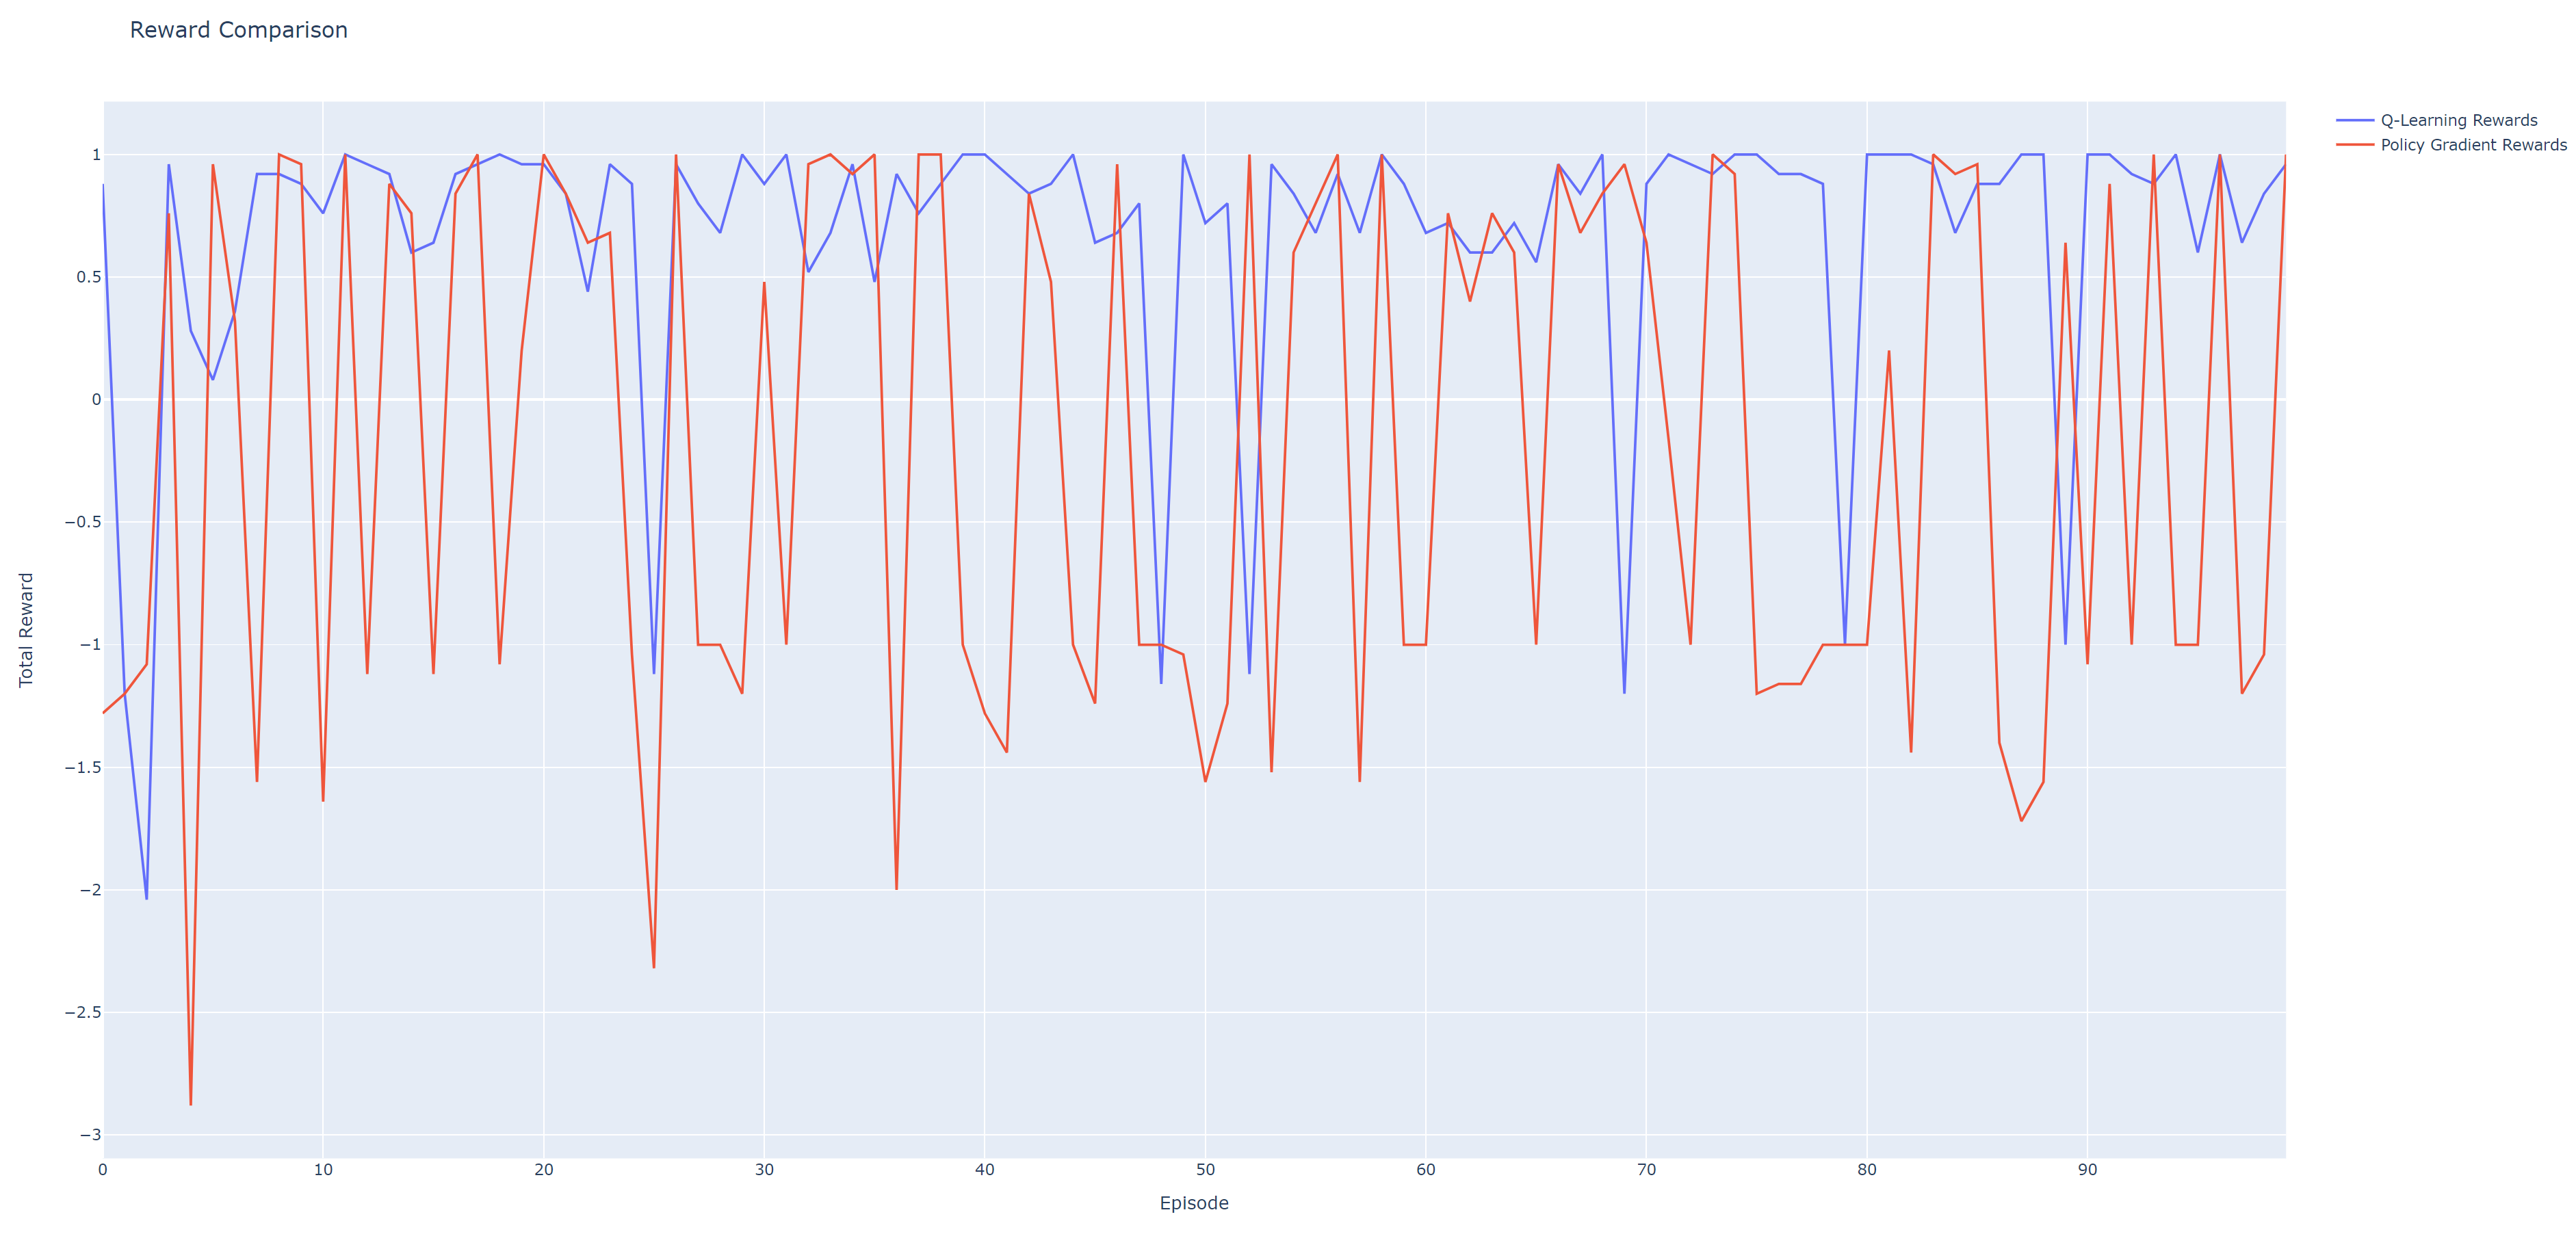 Reward Comparison
Q-Learning Rewards
Policy Gradient Rewards
1
0.5
0
−0.5
−1
−1.5
−2
−2.5
−3
Total Reward
0 10 20 30 40 50 60 70 80 90
Episode